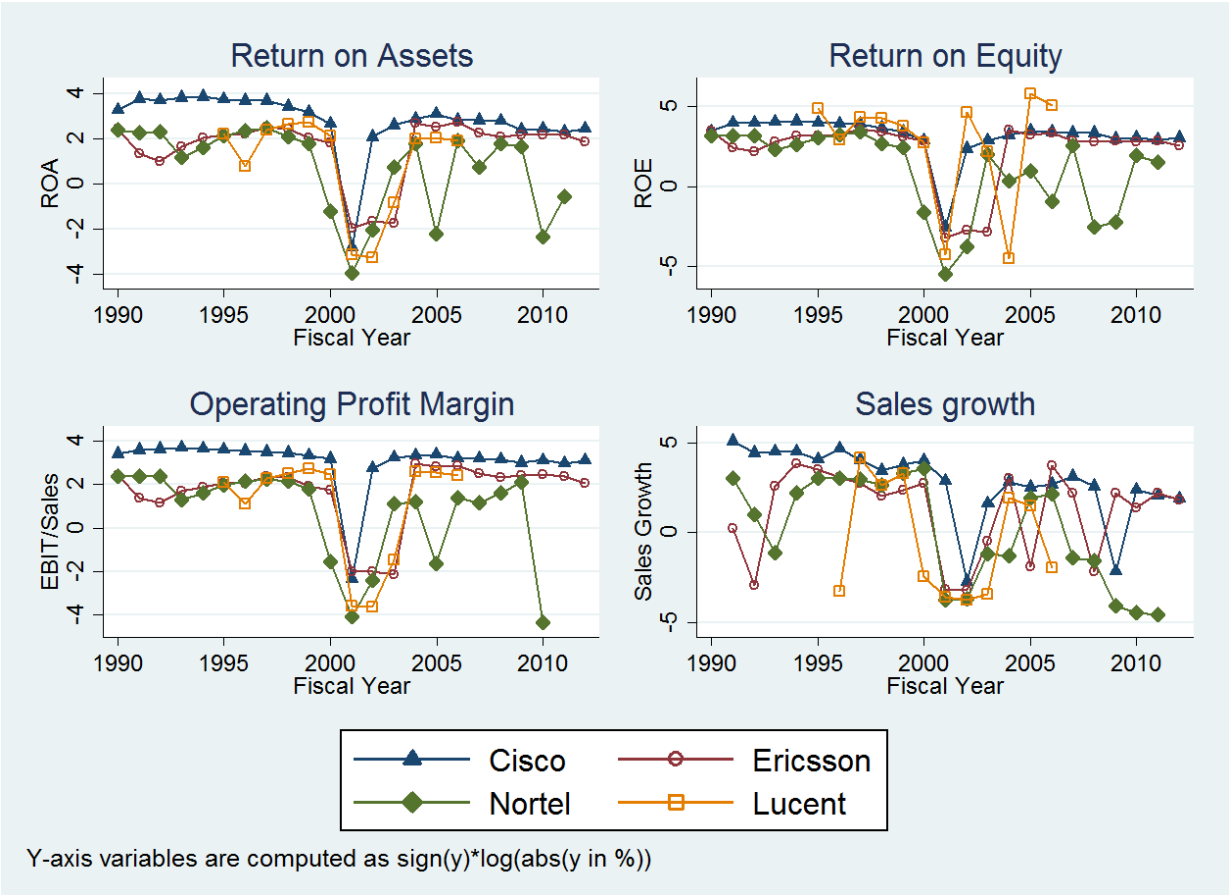 Return on Assets
ROA
4
2
0
-2
-4
1990 1995 2000 2005 2010
Fiscal Year
Return on Equity
ROE
5
0
-5
1990 1995 2000 2005 2010
Fiscal Year
Operating Profit Margin
EBIT/Sales
4
2
0
-2
-4
1990 1995 2000 2005 2010
Fiscal Year
Sales growth
Sales Growth
5
0
-5
1990 1995 2000 2005 2010
Fiscal Year
Cisco Ericsson
Nortel Lucent
Y-axis variables are computed as sign(y)*log(abs(y in %))